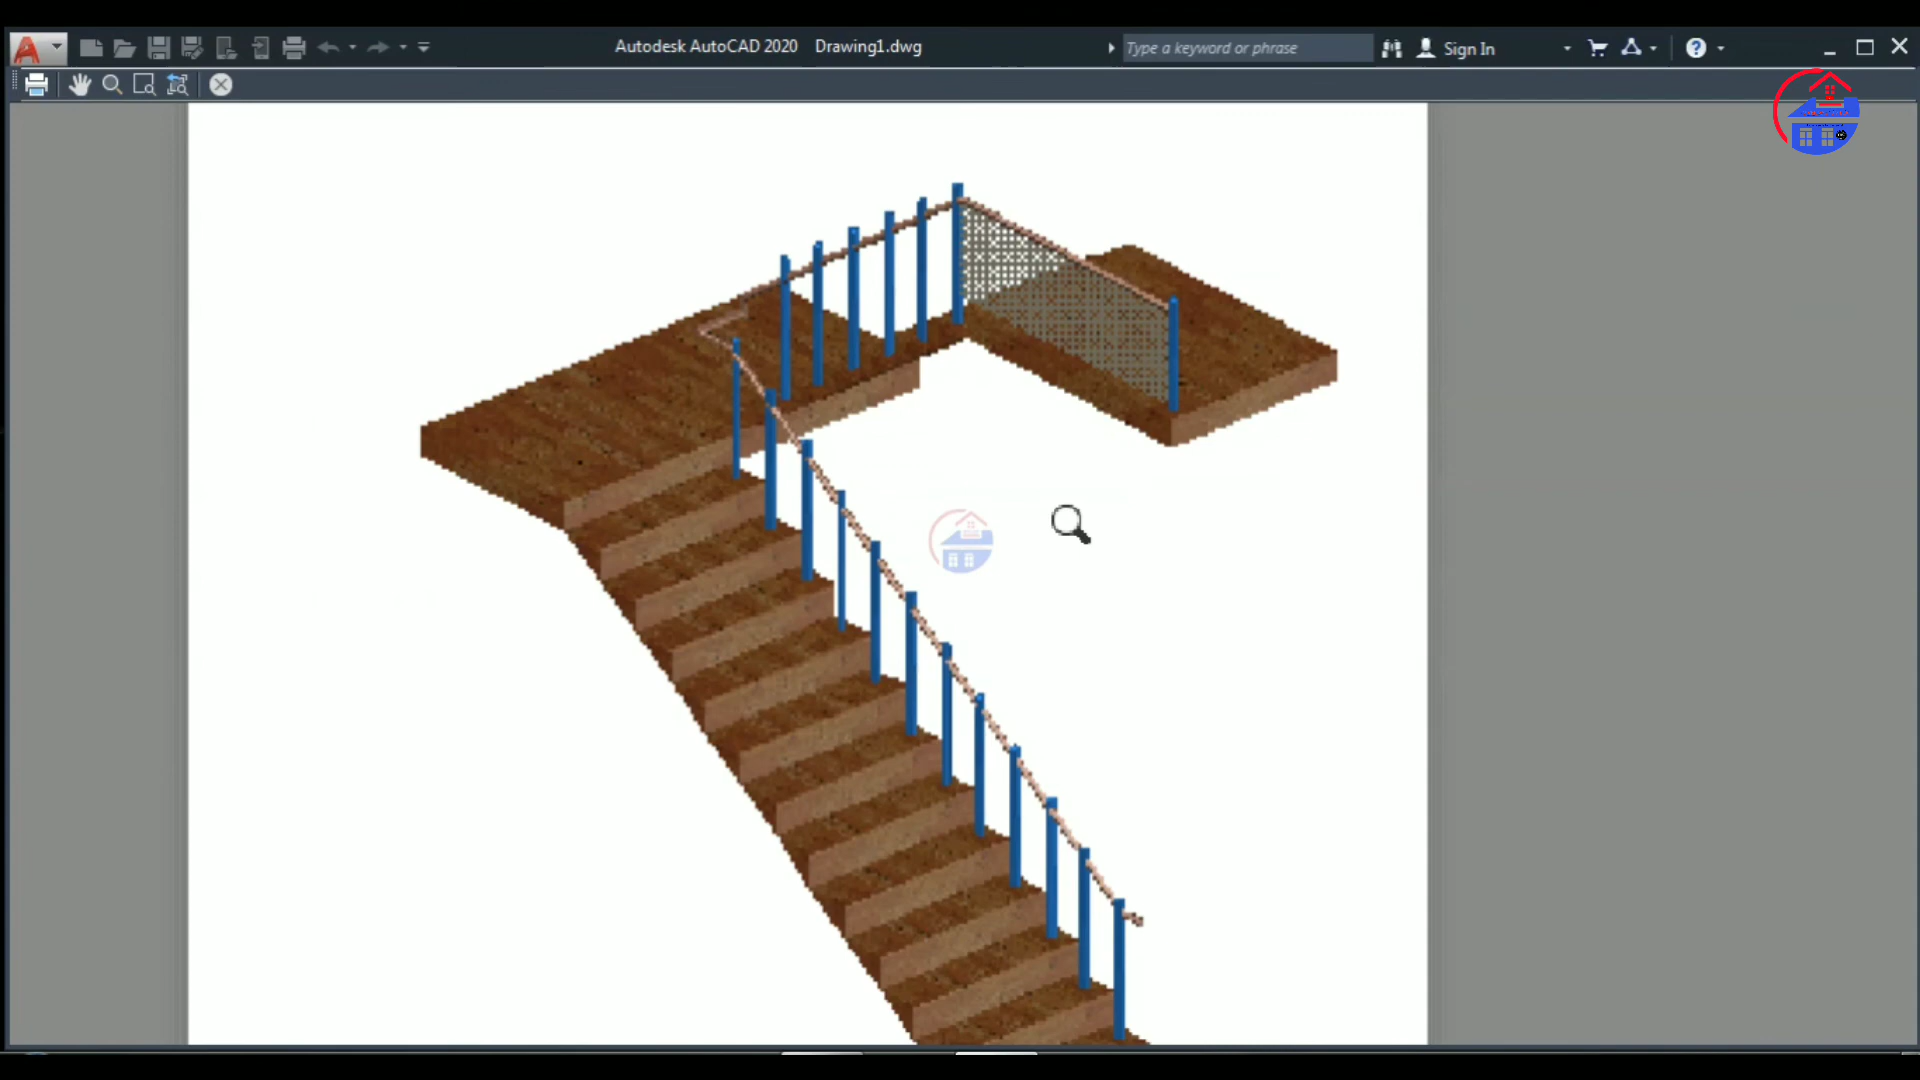 Autodesk AutoCAD 2020 Drawing1.dwg
Type a keyword or phrase
Sign In